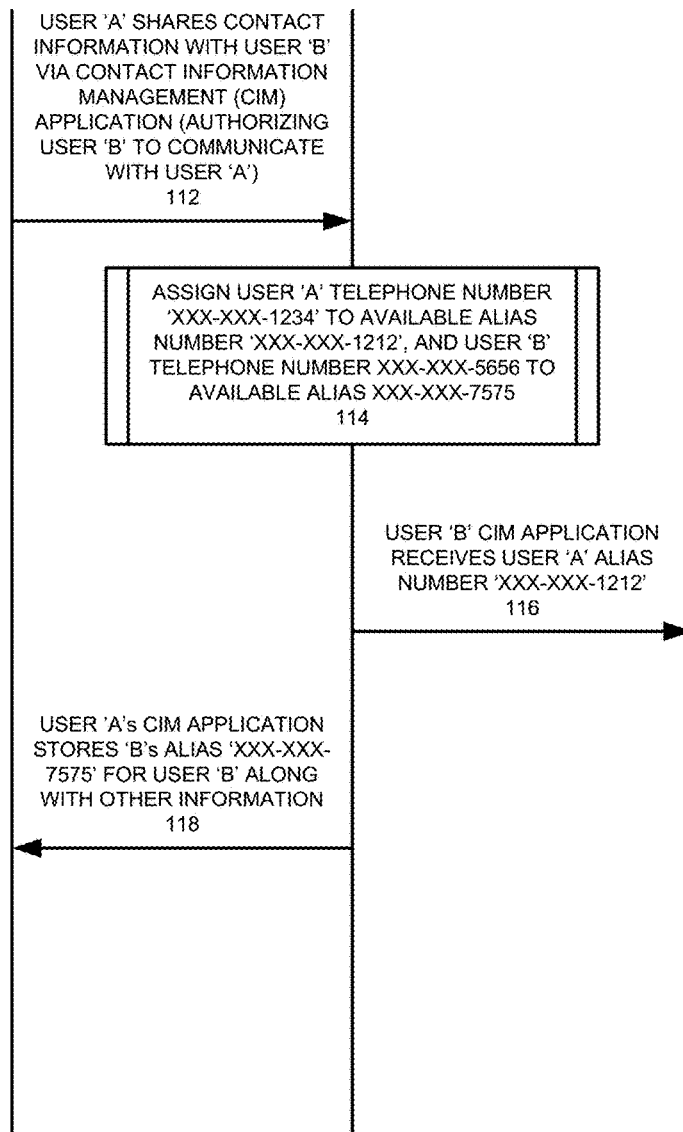 USER 'A' SHARES CONTACT
INFORMATION WITH USER 'B'
VIA CONTACT INFORMATION
MANAGEMENT (CIM)
APPLICATION (AUTHORIZING
USER 'B' TO COMMUNICATE
WITH USER 'A')
112
ASSIGN USER 'A' TELEPHONE NUMBER
'XXX-XXX-1234' TO AVAILABLE ALIAS
NUMBER 'XXX-XXX-1212', AND USER 'B'
TELEPHONE NUMBER XXX-XXX-5656 TO
AVAILABLE ALIAS XXX-XXX-7575
114
USER 'B' CIM APPLICATION
RECEIVES USER 'A' ALIAS
NUMBER 'XXX-XXX-1212'
116
USER 'A's CIM APPLICATION
STORES 'B's ALIAS 'XXX-XXX-
7575' FOR USER 'B' ALONG
WITH OTHER INFORMATION
118